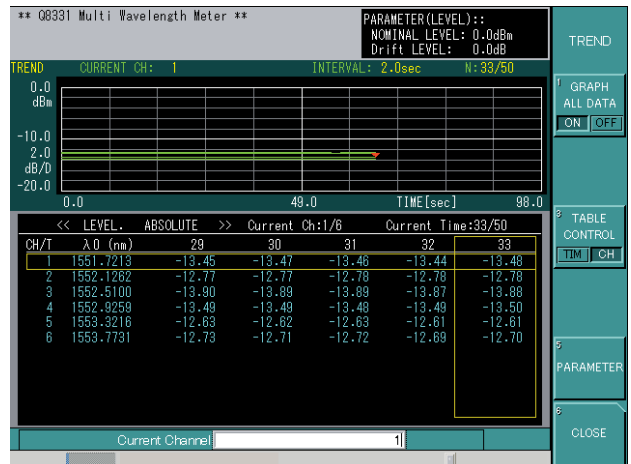 ** Q8331 Multi Wavelength Meter **
PARAMETER(LEVEL)::
NOMINAL LEVEL: 0.0dBm
Drift LEVEL: 0.0dB
TREND
TREND CURRENT CH: 1 INTERVAL: 2.0sec N:33/50
0.0
dBm
-10.0
2.0
dB/D
-20.0
0.0 49.0 TIME[sec] 98.0
1 GRAPH
ALL DATA
ON OFF
<< LEVEL. ABSOLUTE >> Current Ch:1/6 Current Time:33/50
CH/T λ0 (nm) 29 30 31 32 33
1 1551.7213 -13.45 -13.47 -13.46 -13.44 -13.48
2 1552.1262 -12.77 -12.77 -12.78 -12.78 -12.78
3 1552.5100 -13.90 -13.89 -13.89 -13.87 -13.88
4 1552.9259 -13.49 -13.49 -13.48 -13.49 -13.50
5 1553.3216 -12.63 -12.62 -12.63 -12.61 -12.61
6 1553.7731 -12.73 -12.71 -12.72 -12.69 -12.70
3 TABLE
CONTROL
TIM CH
5
PARAMETER
6
CLOSE
Current Channel 1